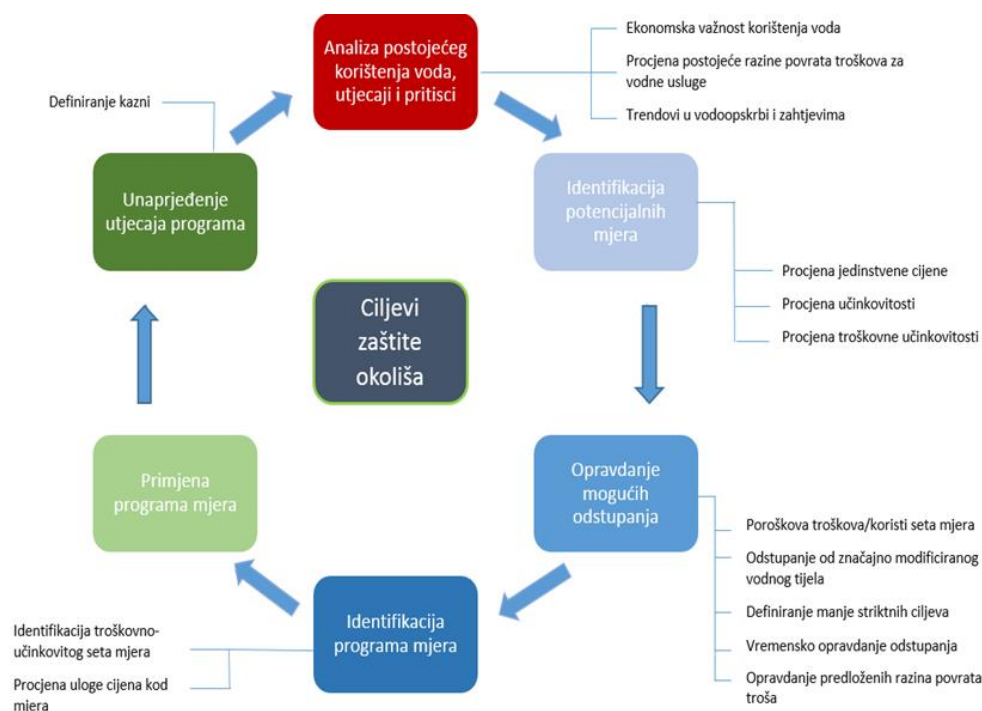 Analiza postojećeg
korištenja voda,
utjecaji i pritisci
Ekonomska važnost korištenja voda
Procjena postojeće razine povrata troškova za
vodne usluge
Trendovi u vodoopskrbi i zahtjevima
Definiranje kazni
Unaprjeđenje
utjecaja programa
Identifikacija
potencijalnih
mjera
Procjena jedinstvene cijene
Procjena učinkovitosti
Procjena troškovne učinkovitosti
Ciljevi
zaštite
okoliša
Primjena
programa mjera
Opravdanje
mogućih
odstupanja
Poroškova troškova/koristi seta mjera
Odstupanje od značajno modificiranog
vodnog tijela
Definiranje manje striktnih ciljeva
Vremensko opravdanje odstupanja
Opravdanje predloženih razina povrata
troša
Identifikacija
programa mjera
Identifikacija troškovno-
učinkovitog seta mjera
Procjena uloge cijena kod
mjera